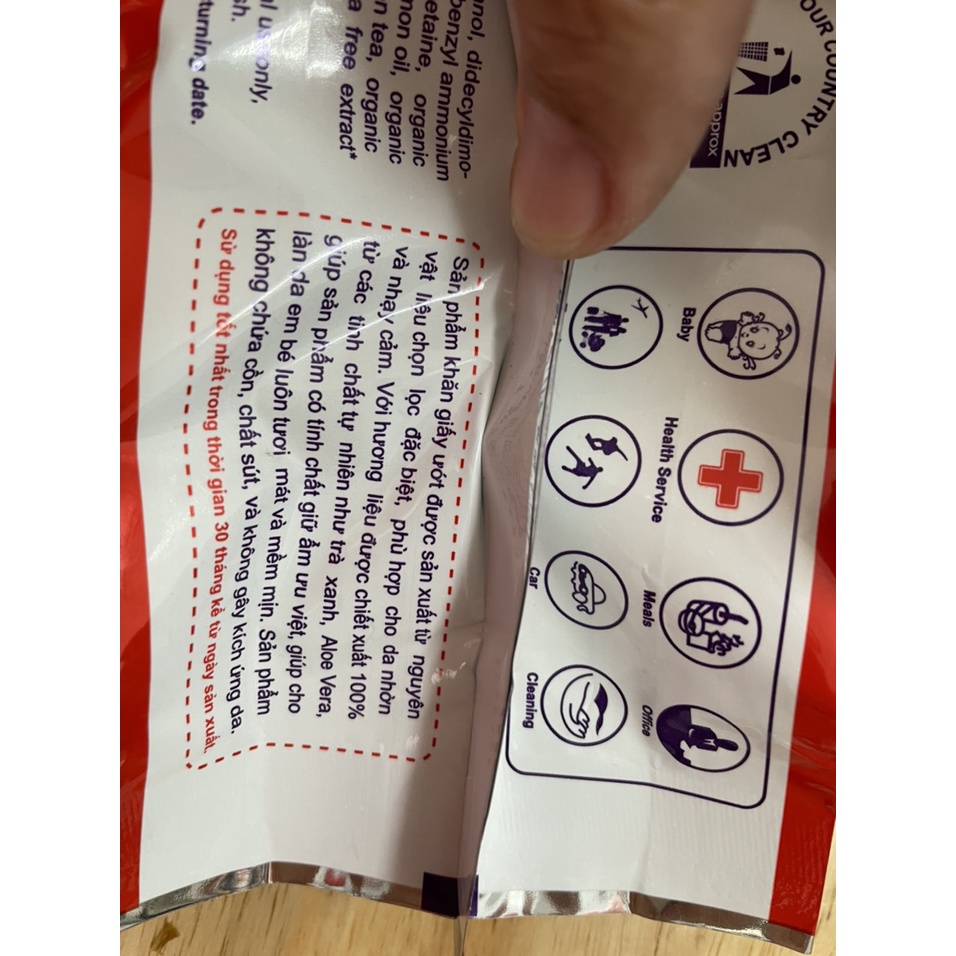 OUR COUNTRY CLEAN
approx
Baby
Health Service
Meals
Office
Car
Cleaning
anol, didecyldimo-
benzyl ammonium
etaine, organic
mon oil, organic
n tea, organic
a free extract*
al use only,
sh.
turning date.
Sản phẩm khăn giấy ướt được sản xuất từ nguyên
vật liệu chọn lọc đặc biệt, phù hợp cho da nhờn
và nhạy cảm. Với hương liệu được chiết xuất 100%
từ các tinh chất tự nhiên như trà xanh, Aloe Vera,
giúp sản phẩm có tính chất giữ ẩm ưu việt, giúp cho
làn da em bé luôn tươi mát và mềm mịn. Sản phẩm
không chứa cồn, chất sút, và không gây kích ứng da.
Sử dụng tốt nhất trong thời gian 30 tháng kể từ ngày sản xuất.